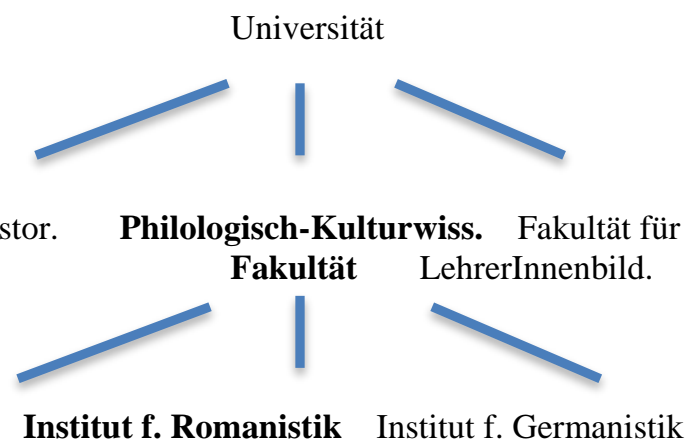 Universität
stor. Philologisch-Kulturwiss. Fakultät für
Fakultät LehrerInnenbild.
Institut f. Romanistik Institut f. Germanistik